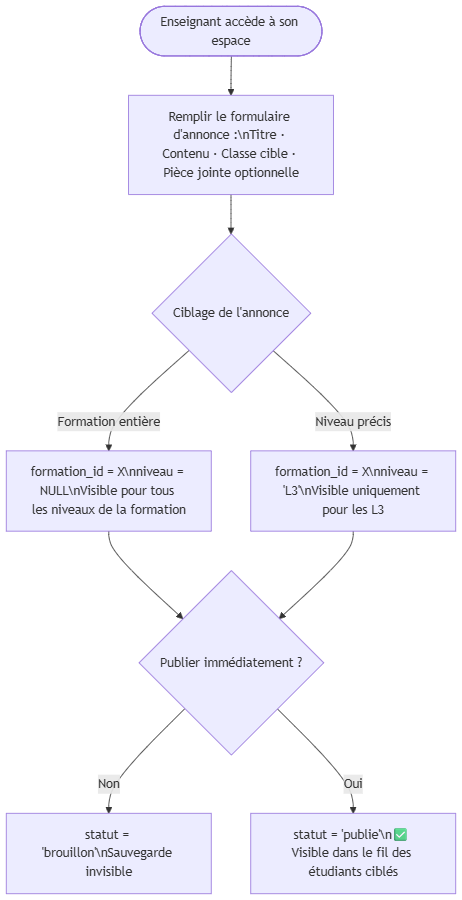 Enseignant accède à son
espace
Remplir le formulaire
d'annonce :\nTitre ·
Contenu · Classe cible ·
Pièce jointe optionnelle
Ciblage de l'annonce
Formation entière
Niveau précis
formation_id = X\nniveau =
NULL\nVisible pour tous
les niveaux de la formation
formation_id = X\nniveau =
'L3'\nVisible uniquement
pour les L3
Publier immédiatement ?
Non
Oui
statut =
'brouillon'\nSauvegarde
invisible
statut = 'publie'\n✅
Visible dans le fil des
étudiants ciblés